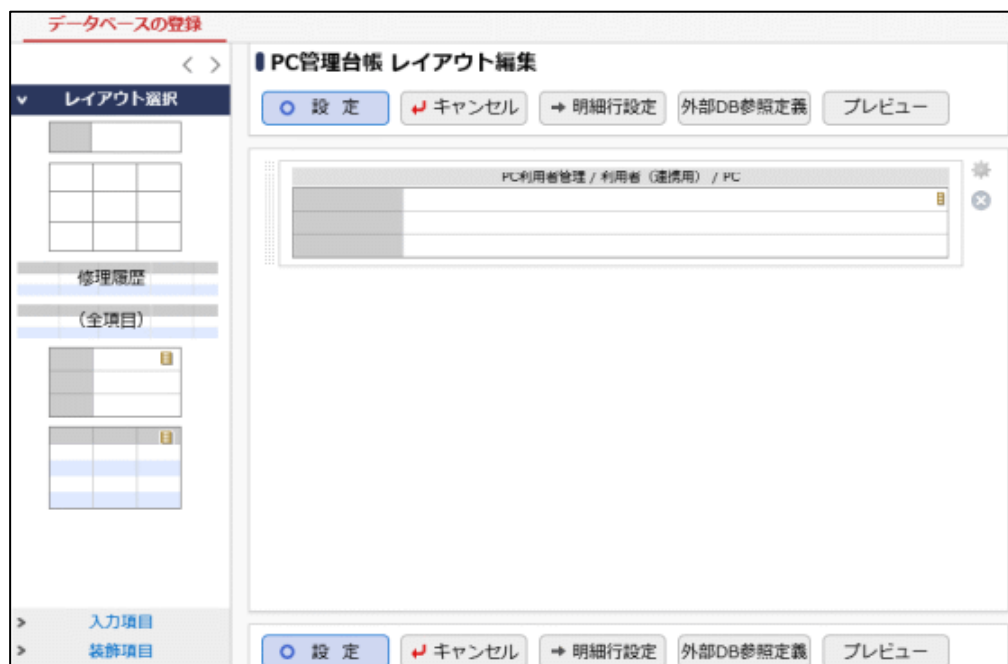 データベースの登録
レイアウト選択
修理履歴
(全項目)
入力項目
装飾項目
PC管理台帳 レイアウト編集
設 定 キャンセル 明細行設定 外部DB参照定義 プレビュー
PC利用者管理 / 利用者（連携用） / PC
設 定 キャンセル 明細行設定 外部DB参照定義 プレビュー